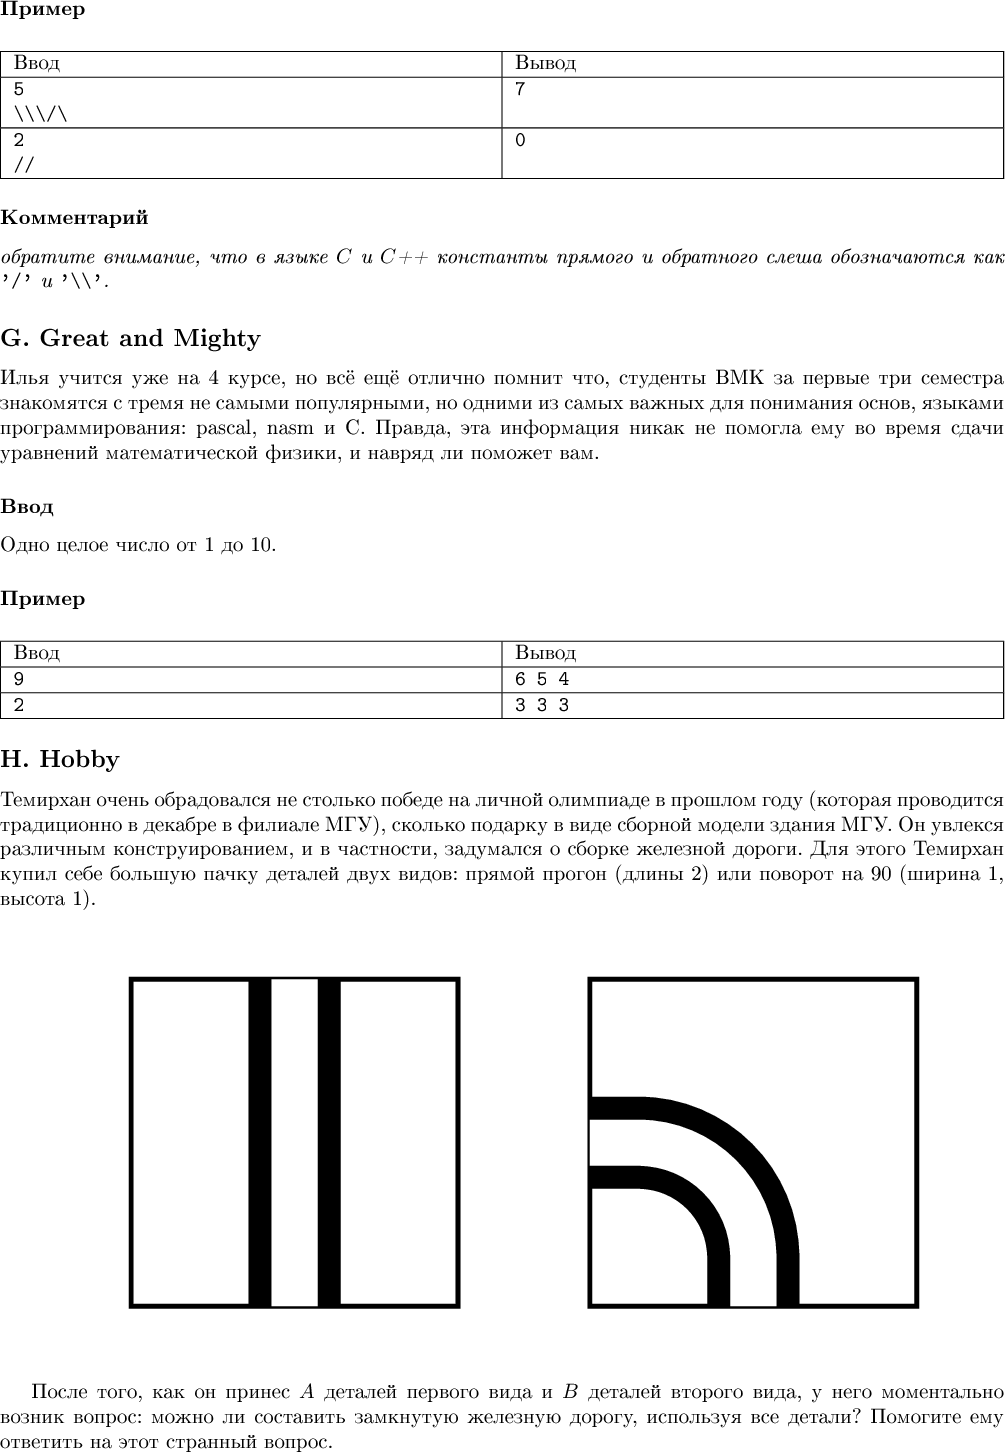 Пример
Ввод Вывод
5 7
\\\/\
2 0
//
Комментарий
обратите внимание, что в языке C и C++ константы прямого и обратного слеша обозначаются как
'/' и '\\'.
G. Great and Mighty
Илья учится уже на 4 курсе, но всё ещё отлично помнит что, студенты ВМК за первые три семестра
знакомятся с тремя не самыми популярными, но одними из самых важных для понимания основ, языками
программирования: pascal, nasm и C. Правда, эта информация никак не помогла ему во время сдачи
уравнений математической физики, и навряд ли поможет вам.
Ввод
Одно целое число от 1 до 10.
Пример
Ввод Вывод
9 6 5 4
2 3 3 3
H. Hobby
Темирхан очень обрадовался не столько победе на личной олимпиаде в прошлом году (которая проводится
традиционно в декабре в филиале МГУ), сколько подарку в виде сборной модели здания МГУ. Он увлекся
различным конструированием, и в частности, задумался о сборке железной дороги. Для этого Темирхан
купил себе большую пачку деталей двух видов: прямой прогон (длины 2) или поворот на 90 (ширина 1,
высота 1).
После того, как он принес A деталей первого вида и B деталей второго вида, у него моментально
возник вопрос: можно ли составить замкнутую железную дорогу, используя все детали? Помогите ему
ответить на этот странный вопрос.